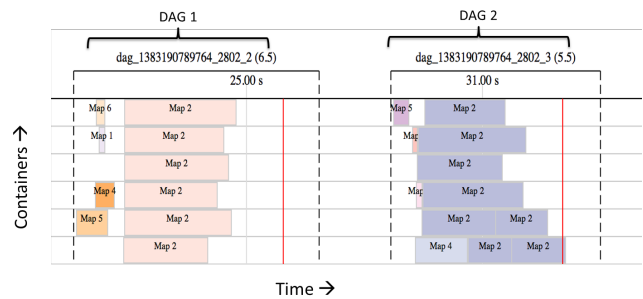 DAG 1
DAG 2
dag_1383190789764_2802_2 (6.5)
dag_1383190789764_2802_3 (5.5)
25.00 s
31.00 s
Map 6
Map 2
Map 5
Map 2
Map 1
Map 2
Map
Map 2
Map 2
Map 2
Map 4
Map 2
Map
Map 2
Map 5
Map 2
Map 2
Map 2
Map 2
Map 4
Map 2
Map 2
Containers →
Time →